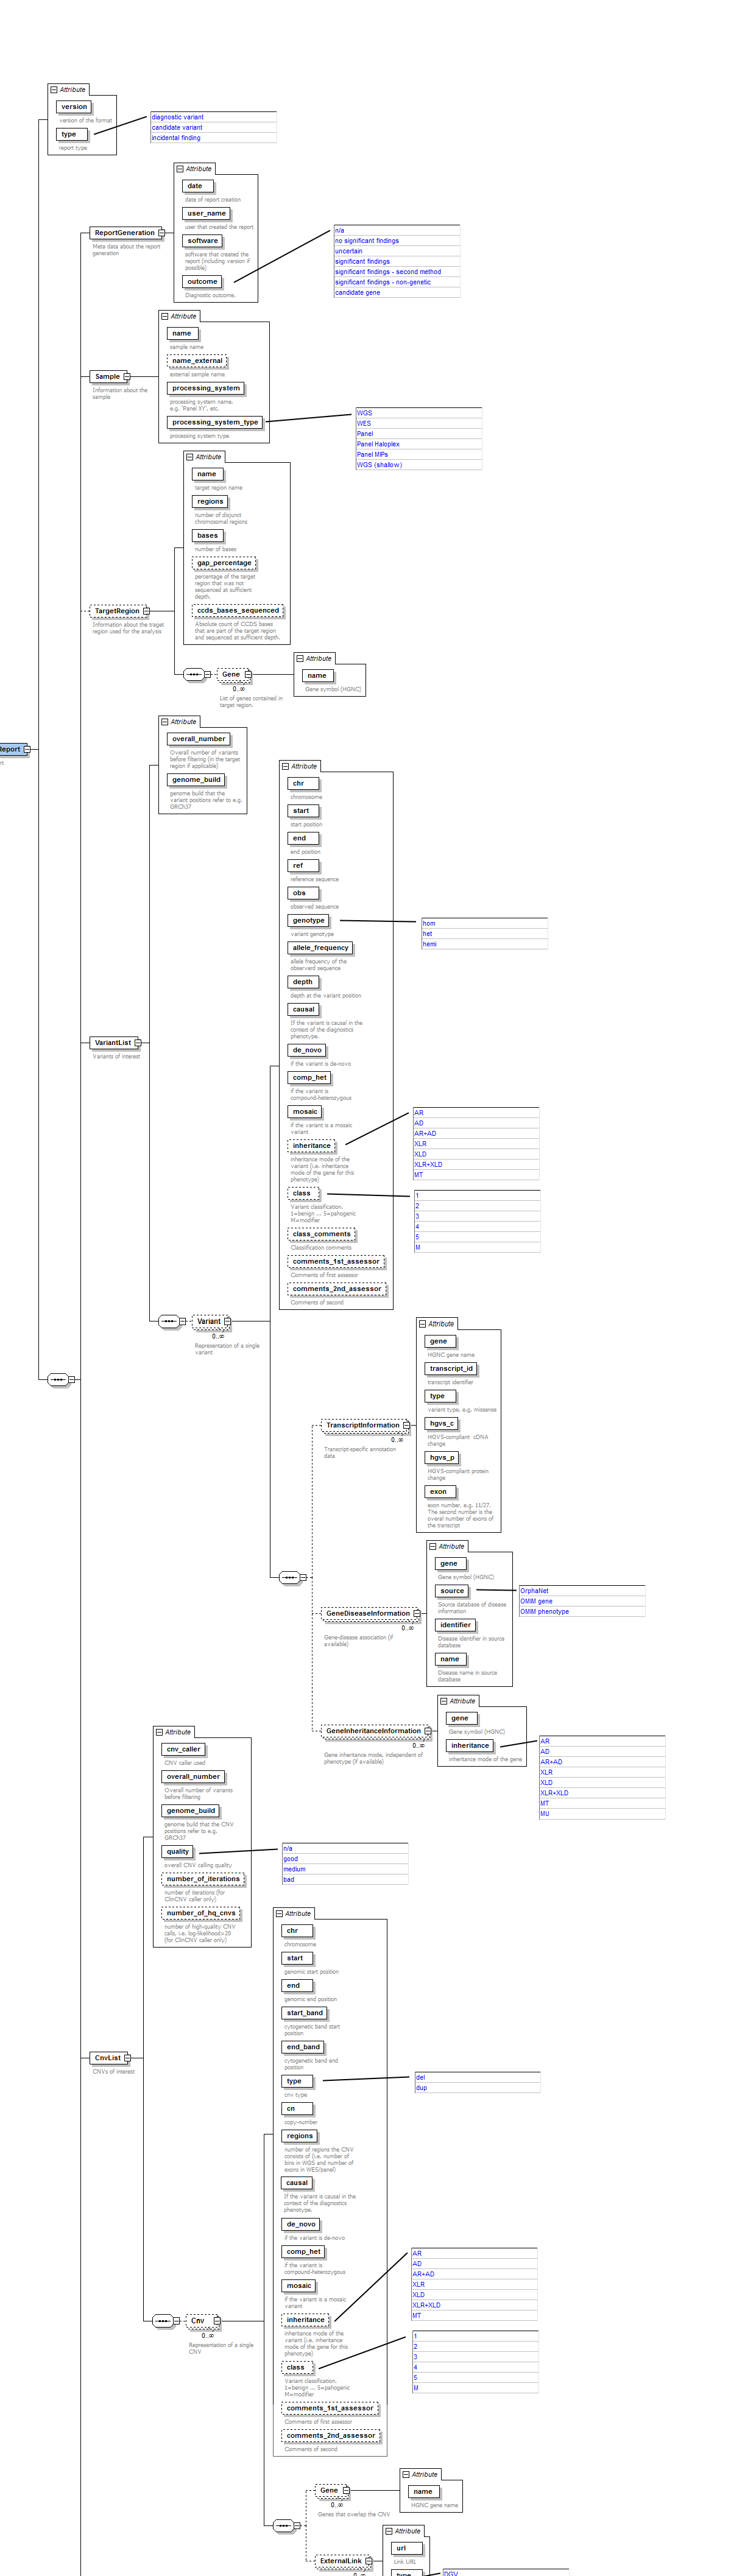 Attribute
version
version of the format
type
report type
diagnostic variant
candidate variant
incidental finding
Attribute
date
date of report creation
user_name
user that created the report
software
software that created the
report (including version if
possible)
outcome
Diagnostic outcome.
ReportGeneration
Meta data about the report
generation
n/a
no significant findings
uncertain
significant findings
significant findings - second method
significant findings - non-genetic
candidate gene
Attribute
name
sample name
name_external
external sample name
processing_system
processing system name,
e.g. 'Panel XY', etc.
processing_system_type
processing system type
Sample
Information about the
sample
WGS
WES
Panel
Panel Haloplex
Panel MIPs
WGS (shallow)
Attribute
name
target region name
regions
number of disjunct
chromosomal regions
bases
number of bases
gap_percentage
percentage of the target
region that was not
sequenced at sufficient
depth.
ccds_bases_sequenced
Absolute count of CCDS bases
that are part of the target region
and sequenced at sufficient depth.
TargetRegion
Information about the traget
region used for the analysis
Gene
0..∞
List of genes contained in
target region.
Attribute
name
Gene symbol (HGNC)
Report
Attribute
overall_number
Overall number of variants
before filtering (in the target
region if applicable)
genome_build
genome build that the
variant positions refer to e.g.
GRCh37
Attribute
chr
chromosome
start
start position
end
end position
ref
reference sequence
obs
observed sequence
genotype
variant genotype
hom
het
hemi
allele_frequency
allele frequency of the
observerd sequence
depth
depth at the variant position
causal
If the variant is causal in the
context of the diagnostics
phenotype.
de_novo
if the variant is de-novo
comp_het
if the variant is
compound-heterozygous
mosaic
if the variant is a mosaic
variant
inheritance
inheritance mode of the
variant (i.e. inheritance
mode of the gene for this
phenotype)
AR
AD
AR+AD
XLR
XLD
XLR+XLD
MT
class
Variant classification.
1=benign ... 5=pahogenic
M=modifier
1
2
3
4
5
M
class_comments
Classiification comments
comments_1st_assessor
Comments of first assessor
comments_2nd_assessor
Comments of second
VariantList
Variants of interest
Variant
0..∞
Representation of a single
variant
Attribute
gene
HGNC gene name
transcript_id
transcript identifier
type
variant type, e.g. missense
hgvs_c
HGVS-compliant cDNA
change
hgvs_p
HGVS-compliant protein
change
exon
exon number, e.g. 11/27.
The second number is the
overal number of exons of
the transcript
TranscriptInformation
0..∞
Transcript-specific annotation
data
Attribute
gene
Gene symbol (HGNC)
source
Source database of disease
information
identifier
Disease identifier in source
database
name
Disease name in source
database
OrphaNet
OMIM gene
OMIM phenotype
GeneDiseaseInformation
0..∞
Gene-disease association (if
available)
Attribute
gene
Gene symbol (HGNC)
inheritance
inheritance mode of the gene
GeneInheritanceInformation
0..∞
Gene inheritance mode, independent of
phenotype (if available)
AR
AD
AR+AD
XLR
XLD
XLR+XLD
MT
MU
Attribute
cnv_caller
CNV caller used
overall_number
Overall number of variants
before filtering
genome_build
genome build that the CNV
positions refer to e.g.
GRCh37
quality
overall CNV calling quality
n/a
good
medium
bad
number_of_iterations
number of iterations (for
ClinCNV caller only)
number_of_hq_cnvs
number of high-quality CNV
calls, i.e. log-likelihood>20
(for ClinCNV caller only)
Attribute
chr
chromosome
start
genomic start position
end
genomic end position
start_band
cytogenetic band start
position
end_band
cytogenetic band end
position
type
cnv type
del
dup
cn
copy-number
regions
number of regions the CNV
consists of (i.e. number of
bins in WGS and number of
exons in WES/panel)
causal
If the variant is causal in the
context of the diagnostics
phenotype.
de_novo
if the variant is de-novo
comp_het
if the variant is
compound-heterozygous
mosaic
if the variant is a mosaic
variant
inheritance
inheritance mode of the
variant (i.e. inheritance
mode of the gene for this
phenotype)
AR
AD
AR+AD
XLR
XLD
XLR+XLD
MT
class
Variant classification.
1=benign ... 5=pahogenic
M=modifier
1
2
3
4
5
M
comments_1st_assessor
Comments of first assessor
comments_2nd_assessor
Comments of second
CnvList
CNVs of interest
Cnv
0..∞
Representation of a single
CNV
Gene
0..∞
Genes that overlap the CNV
Attribute
name
HGNC gene name
ExternalLink
0..∞
Attribute
url
Link URL
type
DGV